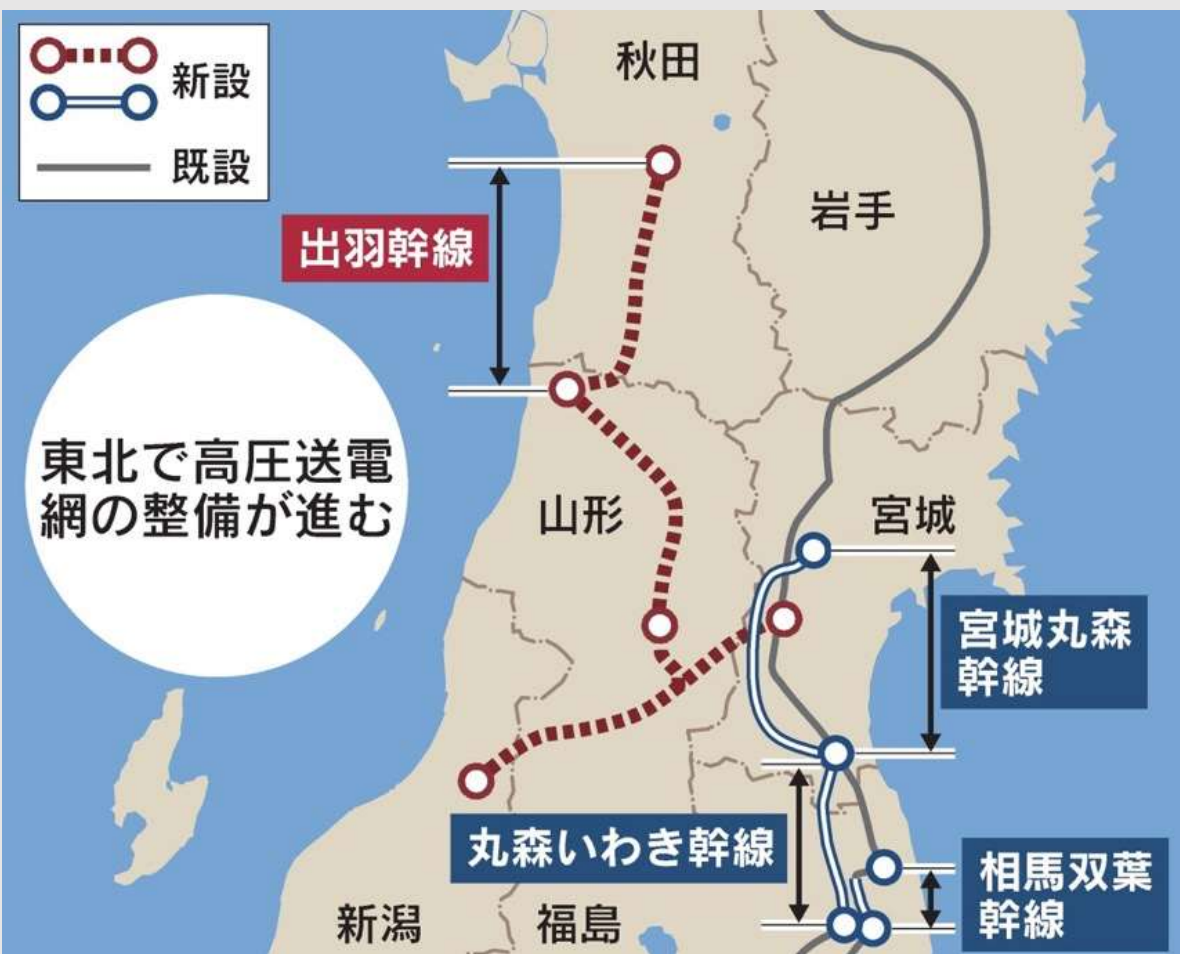 新設
既設
秋田
岩手
出羽幹線
東北で高圧送電
網の整備が進む
山形
宮城
宮城丸森
幹線
丸森いわき幹線
相馬双葉
幹線
新潟
福島